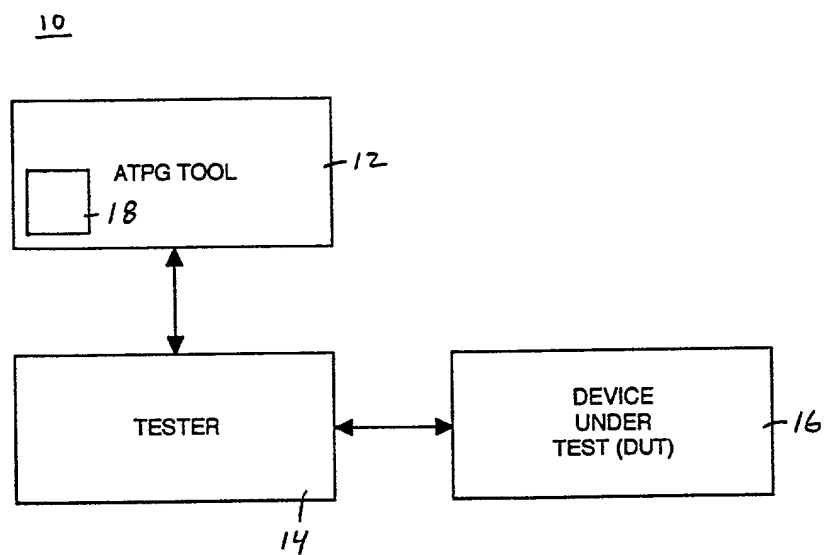 10
ATPG TOOL
12
18
TESTER
14
DEVICE
UNDER
TEST (DUT)
16